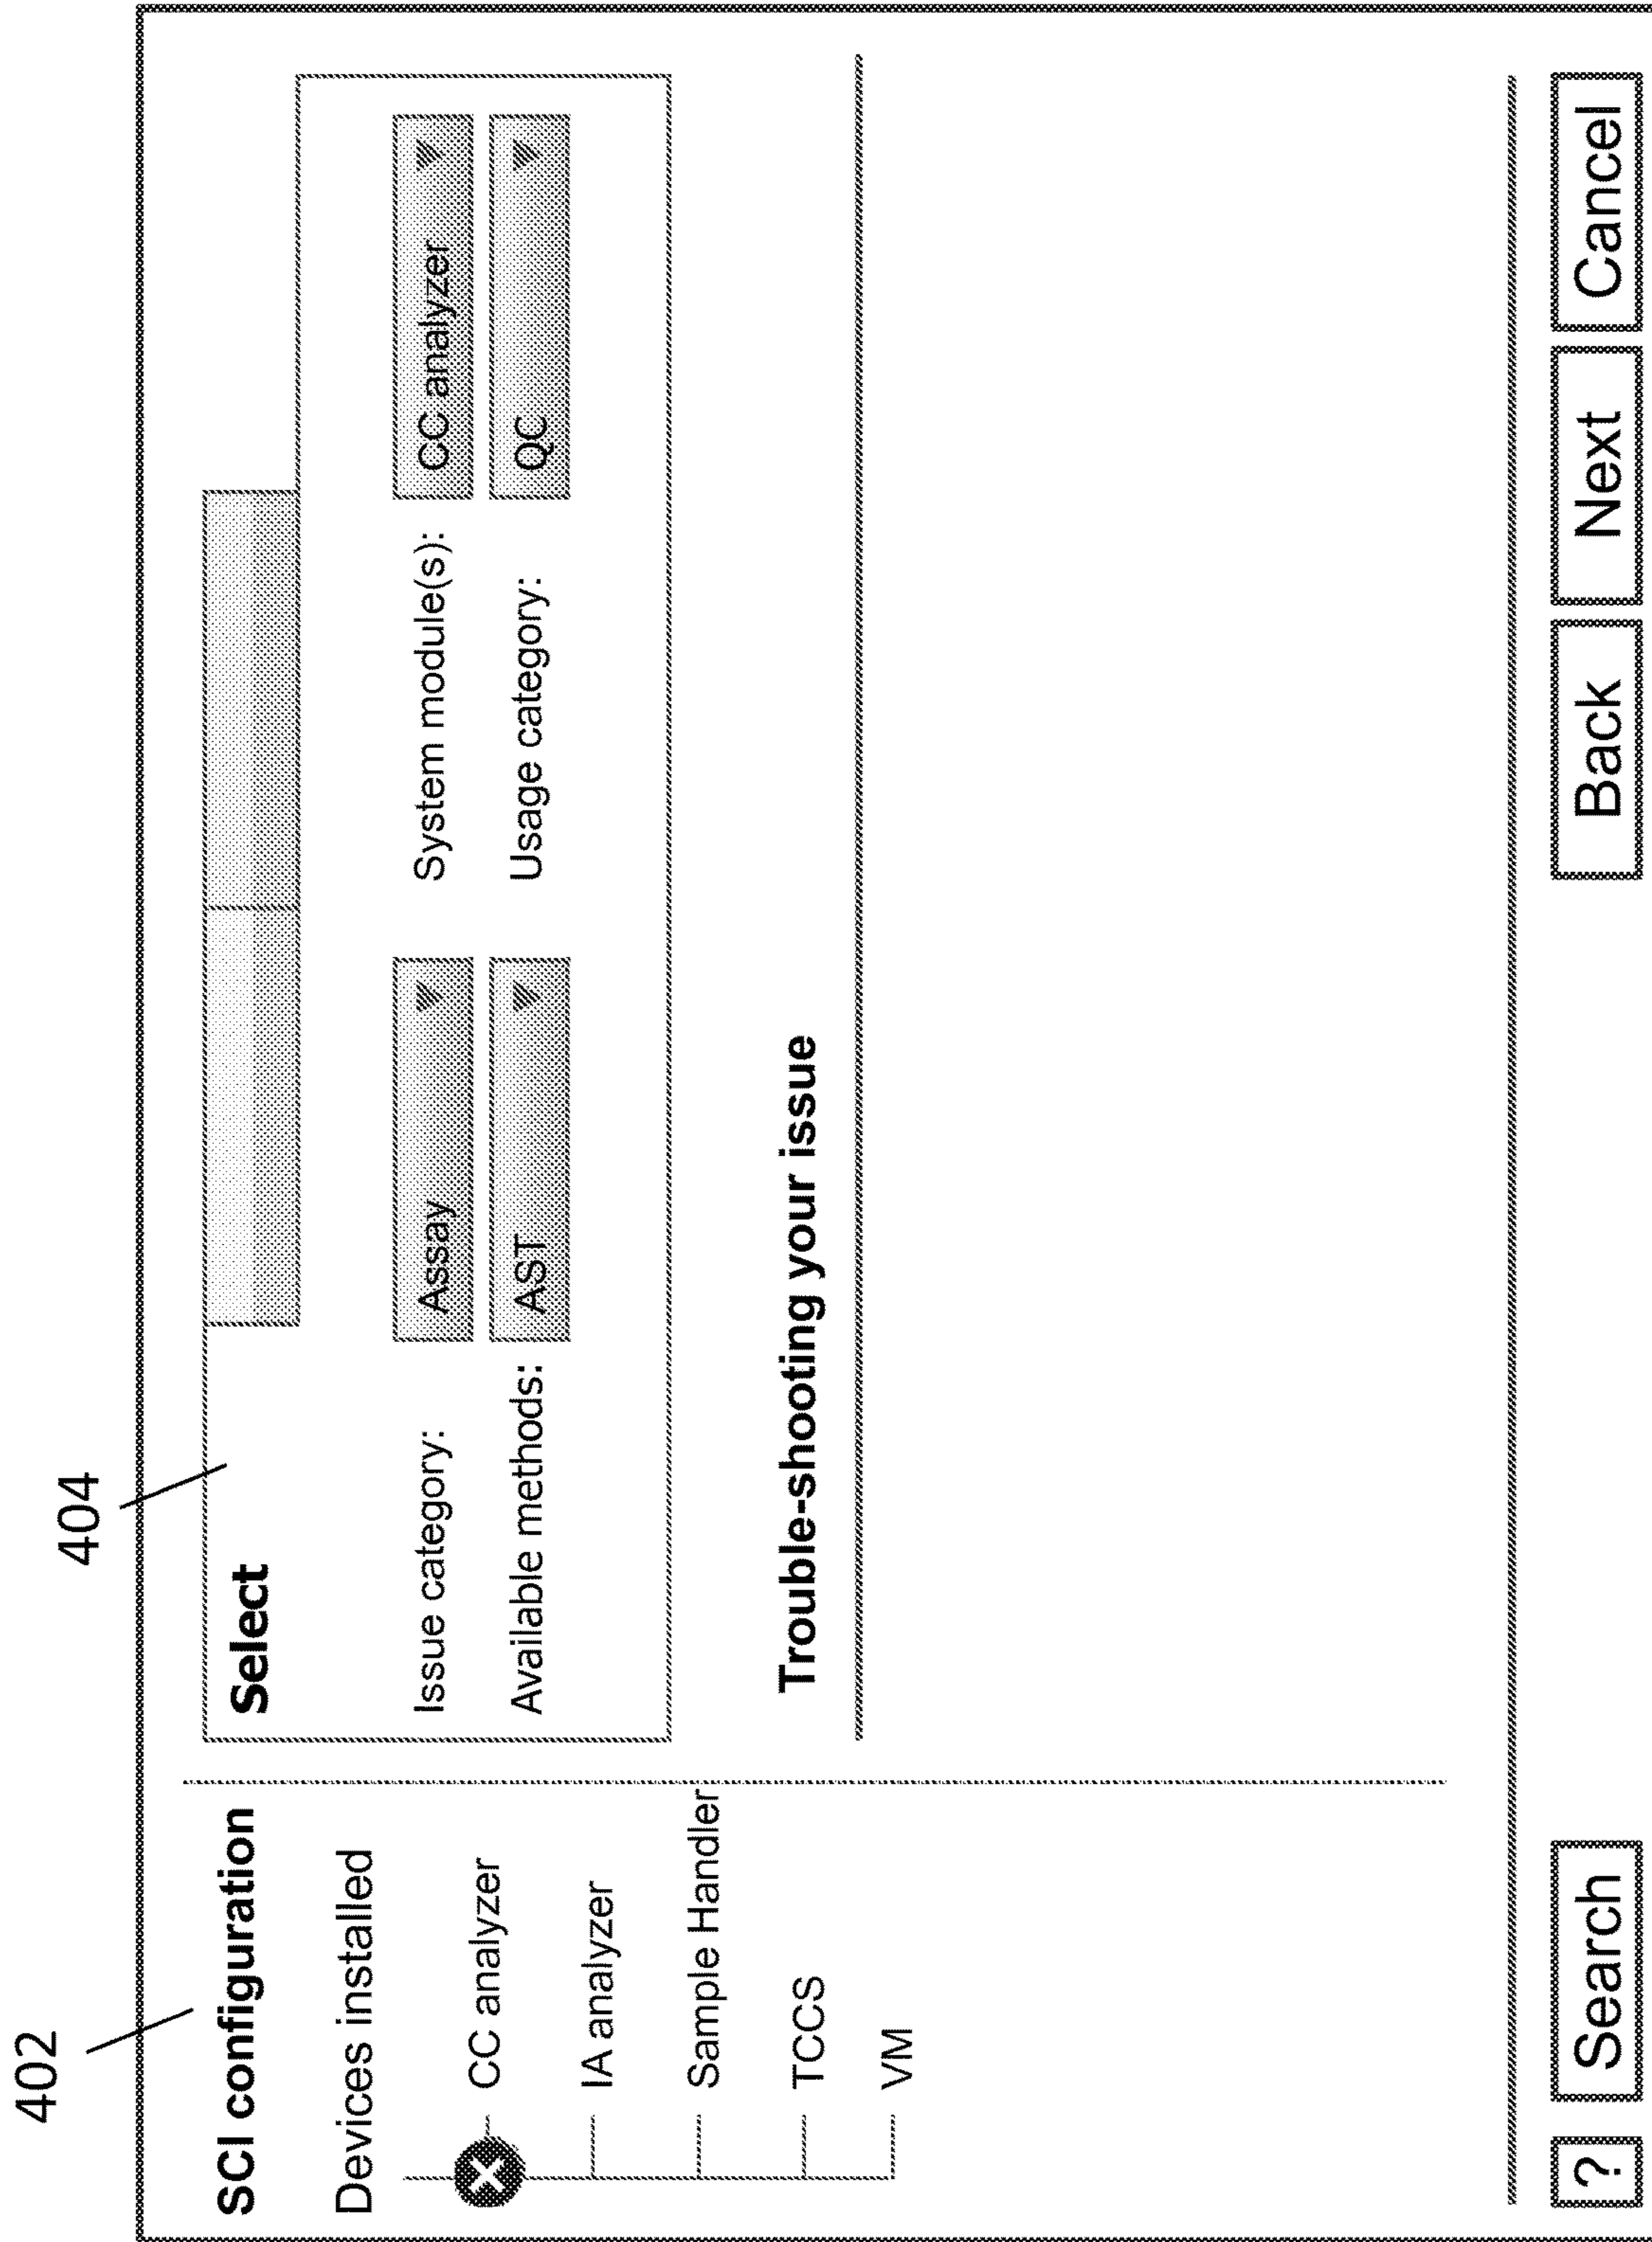 402
404
SCI configuration
Devices installed
CC analyzer
IA analyzer
Sample Handler
TCCS
VM
Select
Issue category: Assay System module(s): CC analyzer
Available methods: AST Usage category: QC
Trouble-shooting your issue
? Search Back Next Cancel